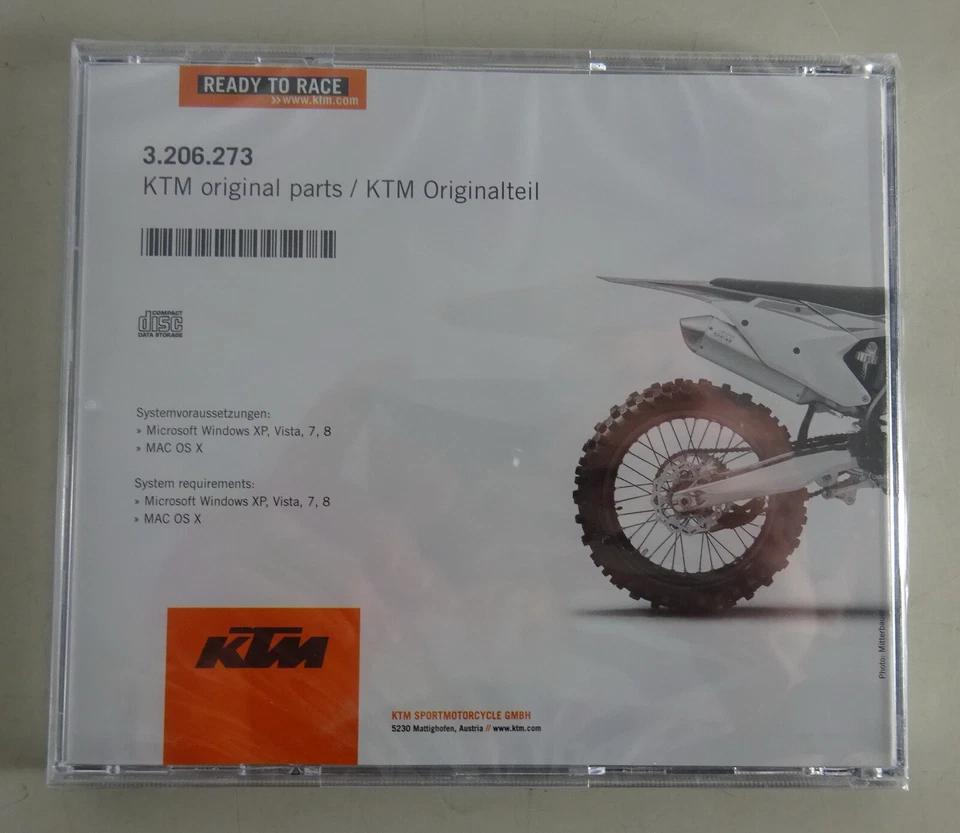 READY TO RACE
»www.ktm.com
3.206.273
KTM original parts / KTM Originalteil
COMPACT
disc
DATA STORAGE
Systemvoraussetzungen:
» Microsoft Windows XP, Vista, 7, 8
» MAC OS X
System requirements:
» Microsoft Windows XP, Vista, 7, 8
» MAC OS X
KTM
KTM SPORTMOTORCYCLE GMBH
5230 Mattighofen, Austria // www.ktm.com
Photo: